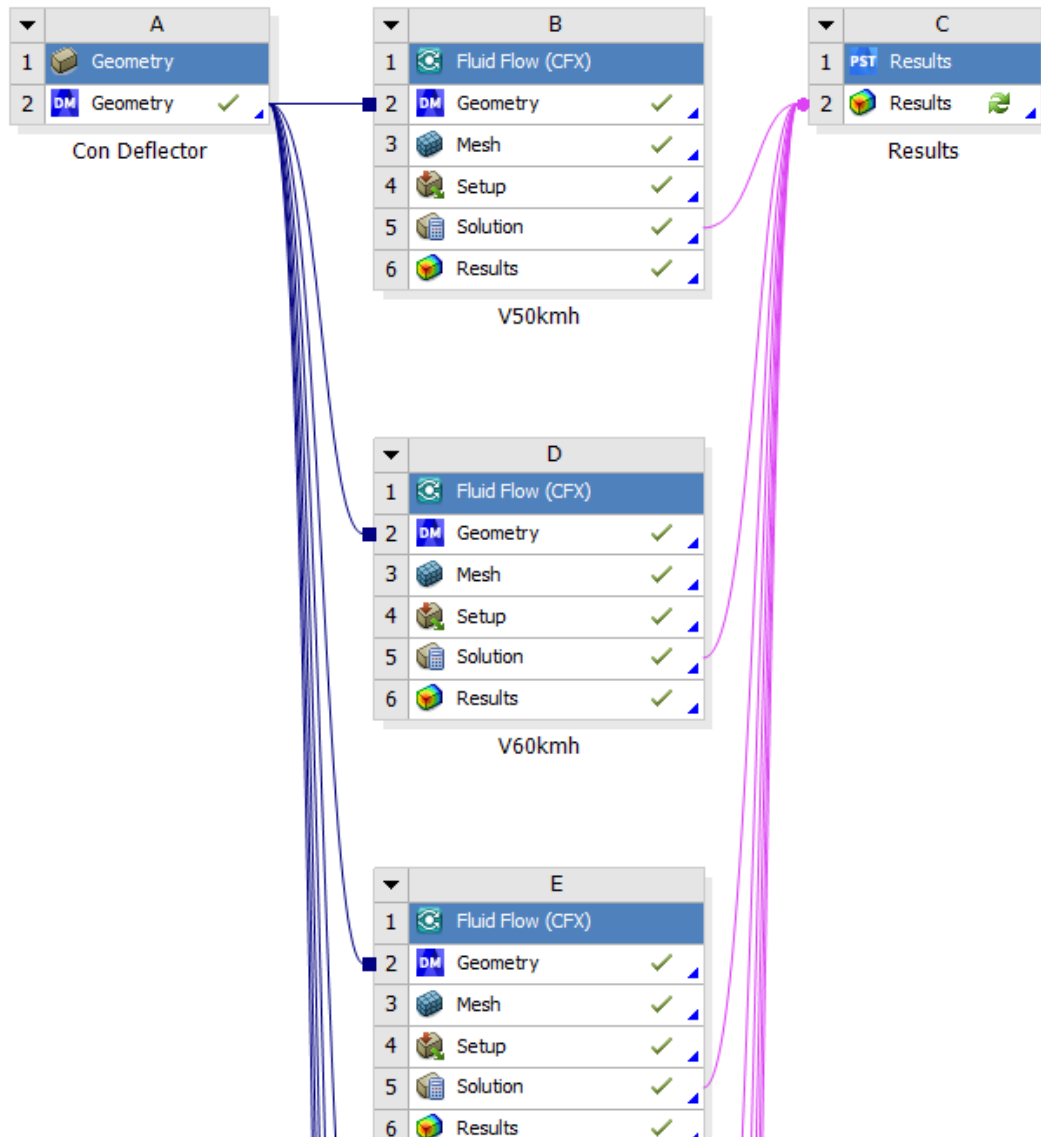 A
1 Geometry
2 DM Geometry
Con Deflector
B
1 Fluid Flow (CFX)
2 DM Geometry
3 Mesh
4 Setup
5 Solution
6 Results
V50kmh
C
1 PST Results
2 Results
Results
D
1 Fluid Flow (CFX)
2 DM Geometry
3 Mesh
4 Setup
5 Solution
6 Results
V60kmh
E
1 Fluid Flow (CFX)
2 DM Geometry
3 Mesh
4 Setup
5 Solution
6 Results